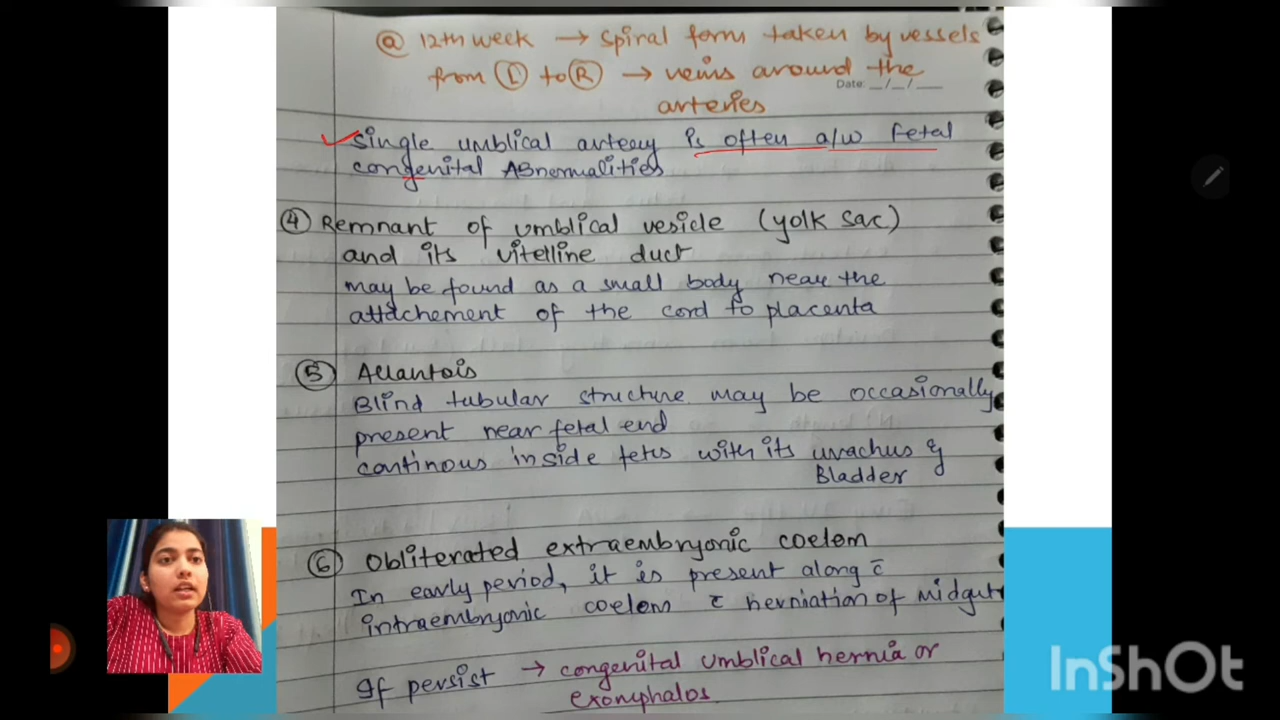 @ 12th week → spiral form taken by vessels
from (L) to (R) → veins around the
Date: _/_/___
arteries
✓ Single umblical artery is often a/w Fetal
congenital ABnormalities
④ Remnant of umblical vesicle (yolk sac)
and its vitelline duct
may be found as a small body near the
attachement of the cord to placenta
⑤ Allantois
Blind tubular structure may be occasionally
present near fetal end
continous inside fetus with its urachus &
Bladder
⑥ Obliterated extraembryonic coelom
In early period, it is present along c̄
intraembryonic coelom c̄ herniation of midgut
If persist → congenital umblical hernia or
exomphalos
InShOt